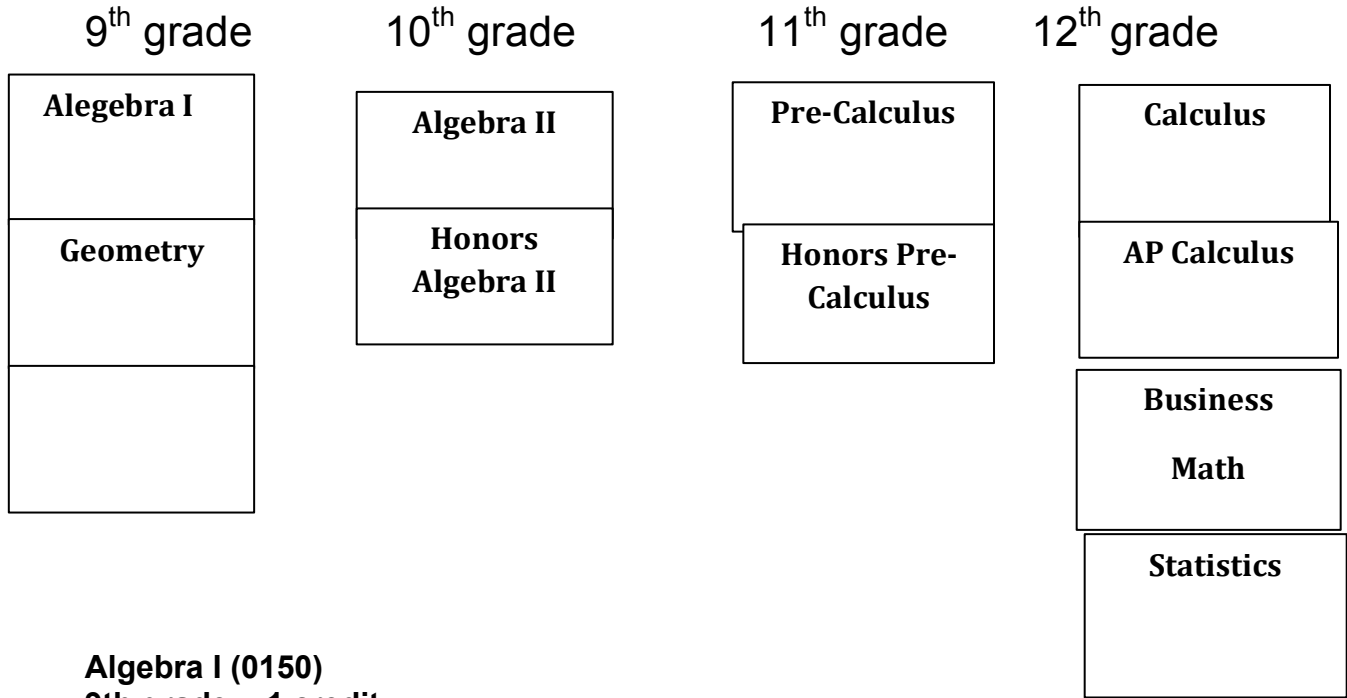 9th grade
10th grade
11th grade
12th grade
Alegebra I
Geometry
Algebra II
Honors
Algebra II
Pre-Calculus
Honors Pre-
Calculus
Calculus
AP Calculus
Business
Math
Statistics
Algebra I (0150)